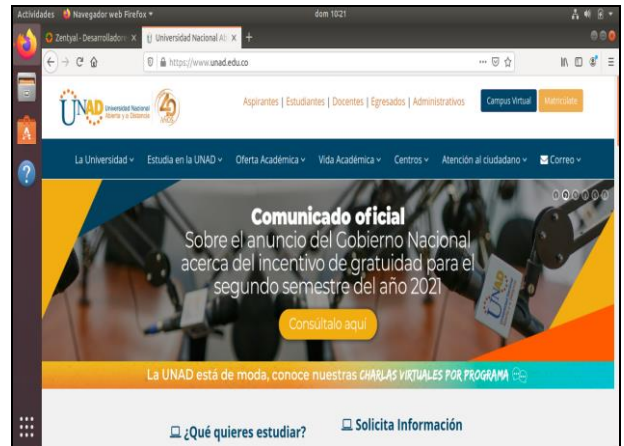 Actividades Navegador web Firefox dom 10:21
Zentyal - Desarrollador Universidad Nacional Ab
https://www.unad.edu.co
UNAD Universidad Nacional Abierta y a Distancia 40 AÑOS
Aspirantes | Estudiantes | Docentes | Egresados | Administrativos Campus Virtual Matricúlate
La Universidad Estudia en la UNAD Oferta Académica Vida Académica Centros Atención al ciudadano Correo
Comunicado oficial
Sobre el anuncio del Gobierno Nacional
acerca del incentivo de gratuidad para el
segundo semestre del año 2021
Consúltalo aquí
UNAD
La UNAD está de moda, conoce nuestras CHARLAS VIRTUALES POR PROGRAMA
¿Qué quieres estudiar? Solicita Información